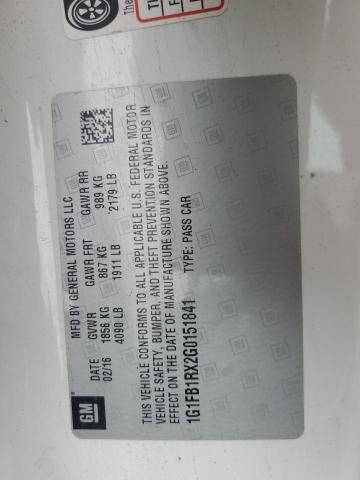 The
GM
MFD BY GENERAL MOTORS LLC
DATE GVWR GAWR FRT GAWR RR
02/16 1856 KG 867 KG 989 KG
4090 LB 1911 LB 2179 LB
THIS VEHICLE CONFORMS TO ALL APPLICABLE U.S. FEDERAL MOTOR
VEHICLE SAFETY, BUMPER, AND THEFT PREVENTION STANDARDS IN
EFFECT ON THE DATE OF MANUFACTURE SHOWN ABOVE.
1G1FB1RX2G0151841 TYPE: PASS CAR